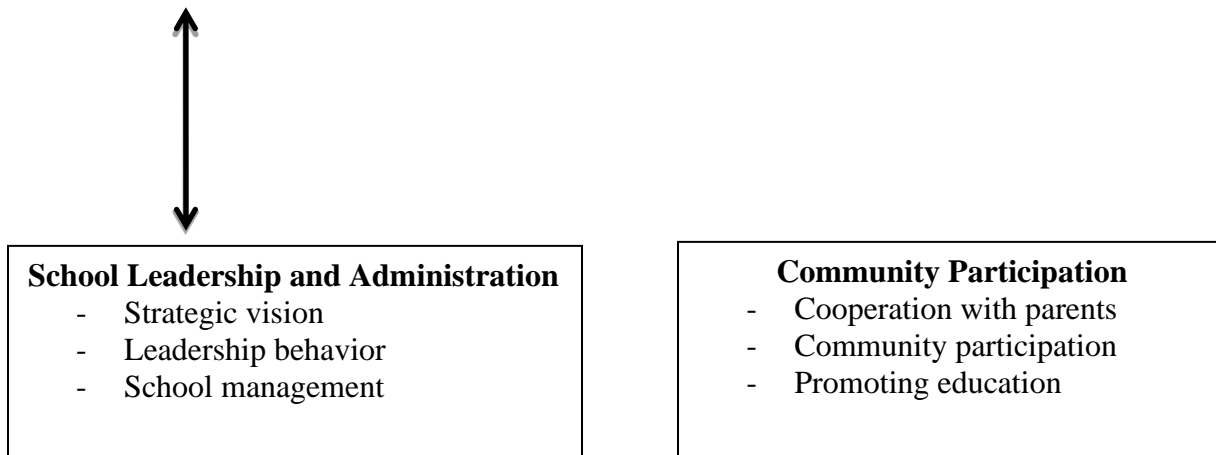 School Leadership and Administration
- Strategic vision
- Leadership behavior
- School management
Community Participation
- Cooperation with parents
- Community participation
- Promoting education